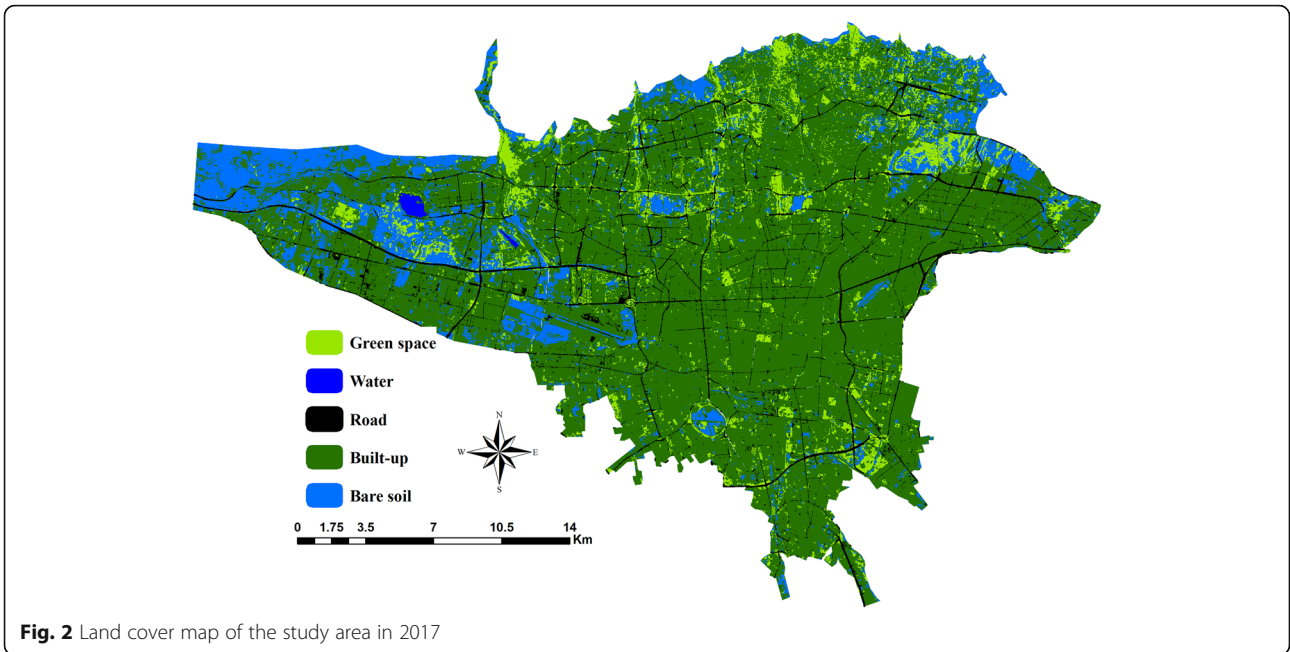 Green space
Water
Road
Built-up
Bare soil
N
W E
S
0 1.75 3.5 7 10.5 14
Km
Fig. 2 Land cover map of the study area in 2017